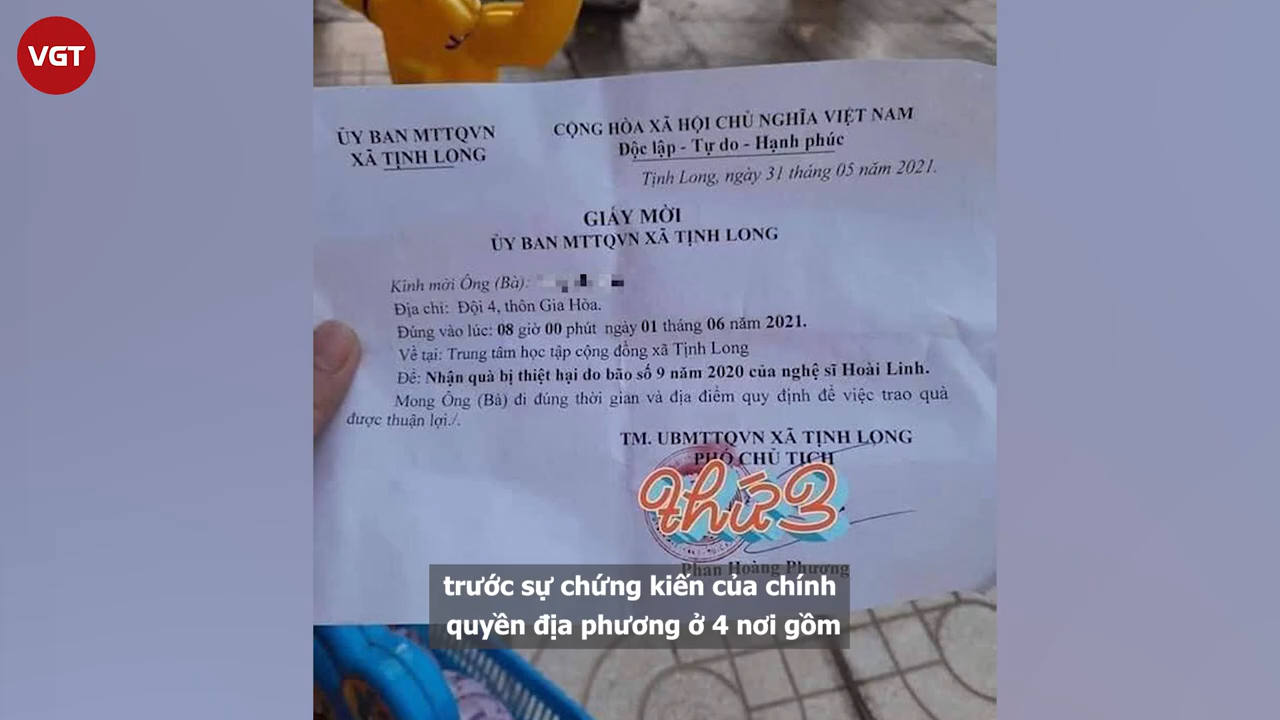 VGT
ỦY BAN MTTQVN
XÃ TỊNH LONG
CỘNG HÒA XÃ HỘI CHỦ NGHĨA VIỆT NAM
Độc lập - Tự do - Hạnh phúc
Tịnh Long, ngày 31 tháng 05 năm 2021.
GIẤY MỜI
ỦY BAN MTTQVN XÃ TỊNH LONG
Kính mời Ông (Bà):
Địa chỉ: Đội 4, thôn Gia Hòa.
Đúng vào lúc: 08 giờ 00 phút ngày 01 tháng 06 năm 2021.
Về tại: Trung tâm học tập cộng đồng xã Tịnh Long
Để: Nhận quà bị thiệt hại do bão số 9 năm 2020 của nghệ sĩ Hoài Linh.
Mong Ông (Bà) đi đúng thời gian và địa điểm quy định để việc trao quà
được thuận lợi./.
TM. UBMTTQVN XÃ TỊNH LONG
PHÓ CHỦ TỊCH
thứ 3
Phan Hoàng Phương
trước sự chứng kiến của chính
quyền địa phương ở 4 nơi gồm